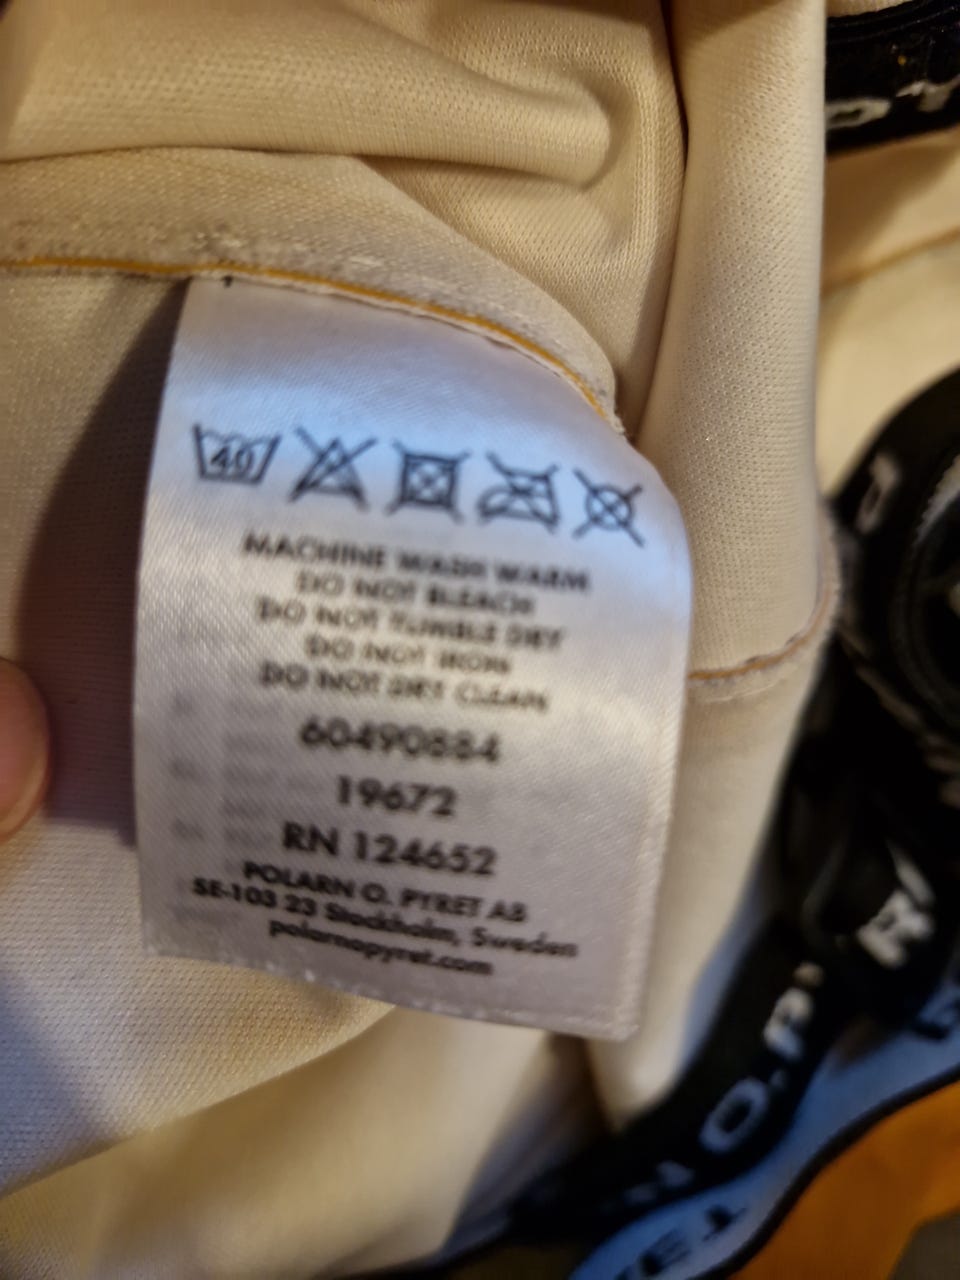 40
MACHINE WASH WARM
DO NOT BLEACH
DO NOT TUMBLE DRY
DO NOT IRON
DO NOT DRY CLEAN
60490884
19672
RN 124652
POLARN O. PYRET AB
SE-103 23 Stockholm, Sweden
polarnopyret.com
N O.P
R